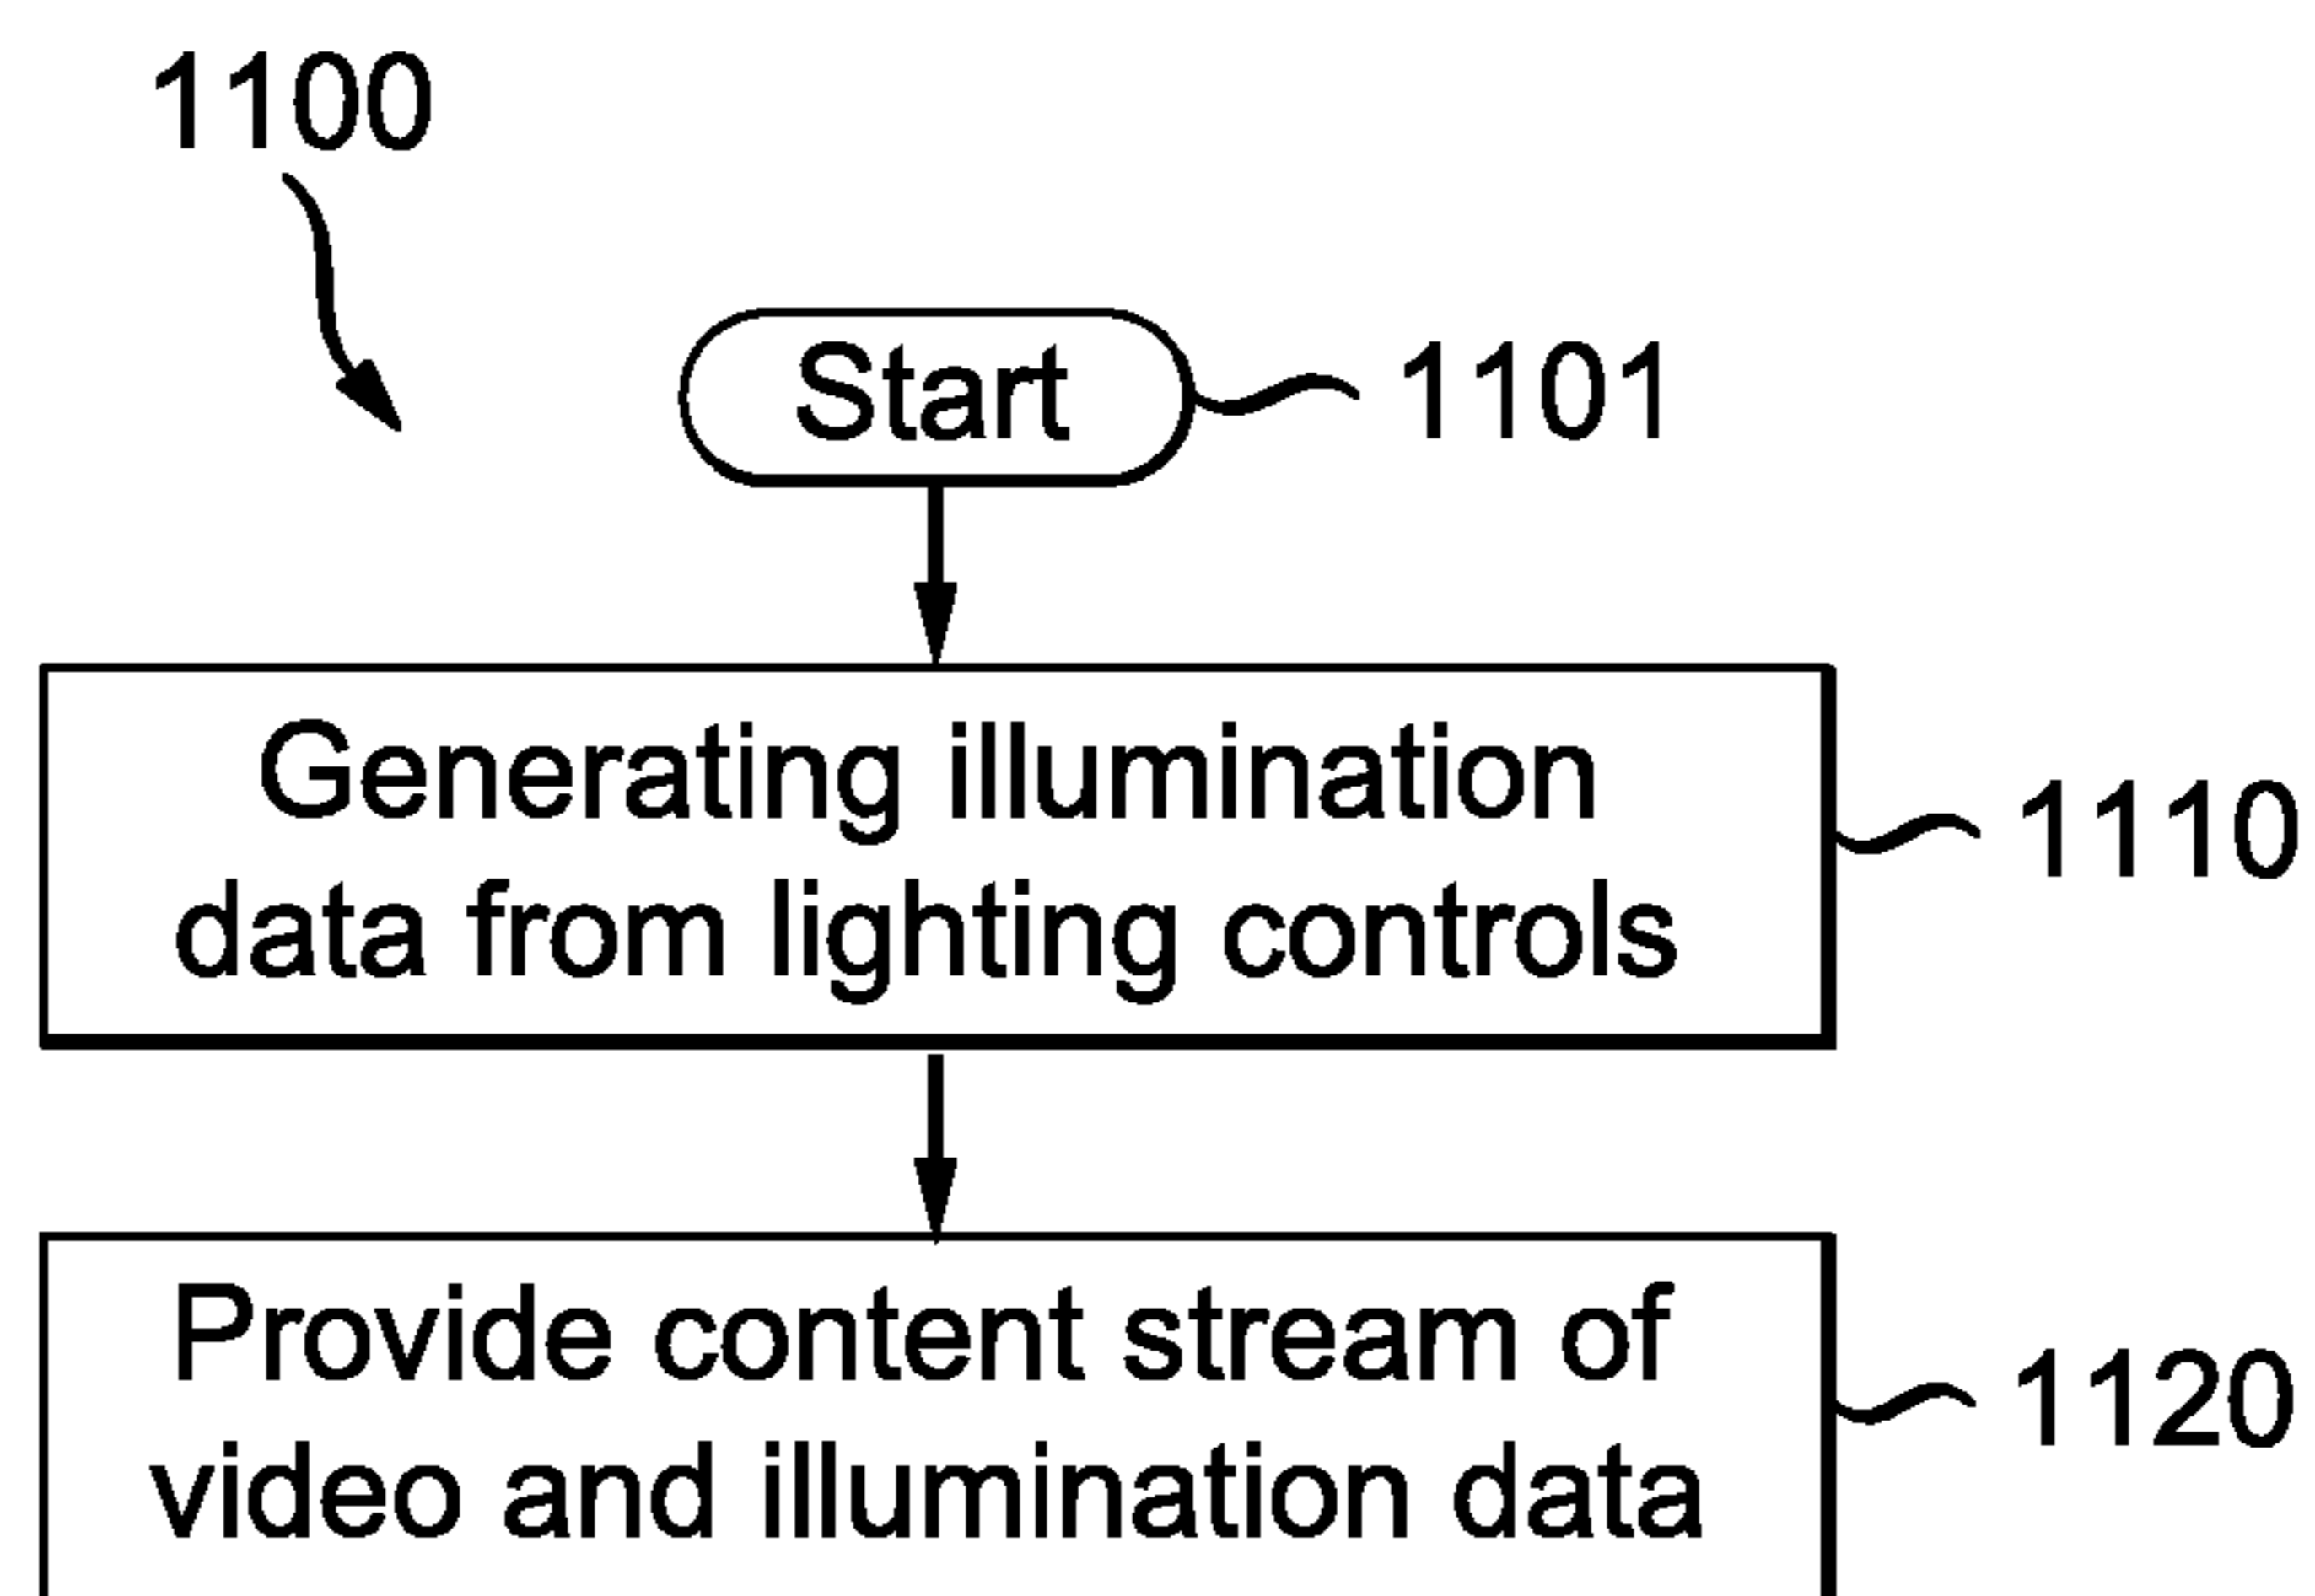 1100
Start
1101
Generating illumination
data from lighting controls
1110
Provide content stream of
video and illumination data
1120